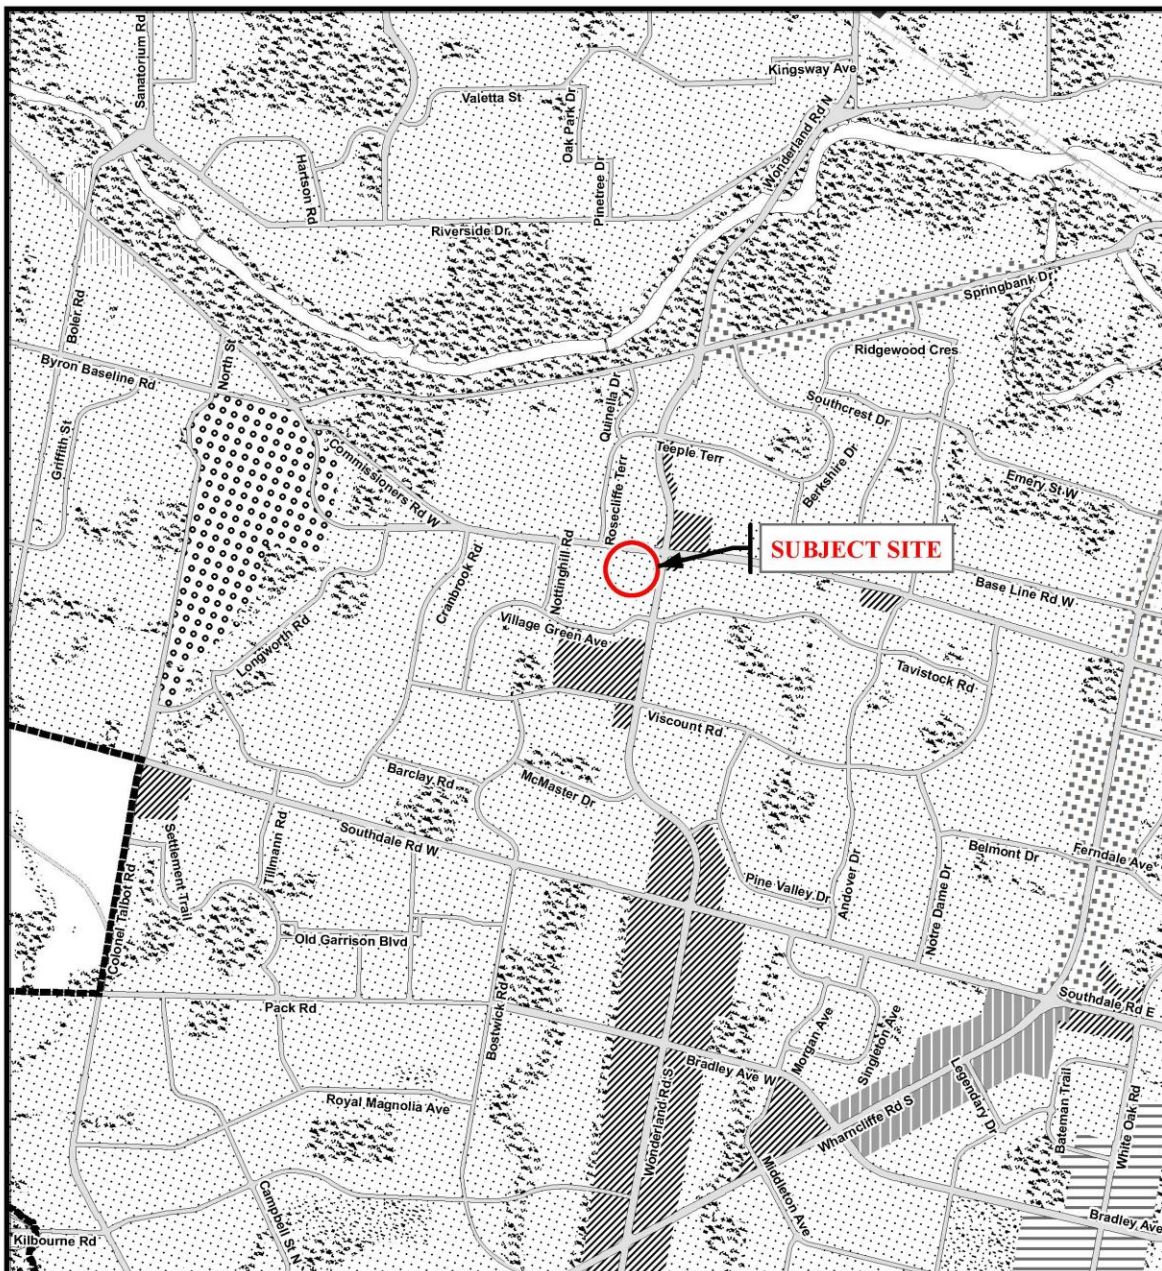 Sanatorium Rd
Kingsway Ave
Valetta St
Oak Park Dr
Wonderland Rd N
Hartson Rd
Pinetree Dr
Riverside Dr
Springbank Dr
Boler Rd
North St
Byron Baseline Rd
Ridgewood Cres
Quinella Dr
Southcrest Dr
Griffith St
Commissioners Rd W
Teeple Terr
Berkshire Dr
Rosecliffe Terr
Emery St W
SUBJECT SITE
Cranbrook Rd
Nottinghill Rd
Base Line Rd W
Longworth Rd
Village Green Ave
Tavistock Rd
Viscount Rd
Barclay Rd
McMaster Dr
Settlement Trail
Tillmann Rd
Southdale Rd W
Belmont Dr
Ferndale Ave
Pine Valley Dr
Andover Dr
Notre Dame Dr
Colonel Talbot Rd
Old Garrison Blvd
Pack Rd
Bostwick Rd
Southdale Rd E
Morgan Ave
Singleton Ave
Bradley Ave W
Legendary Dr
Bateman Trail
White Oak Rd
Royal Magnolia Ave
Wonderland Rd S
Wharncliffe Rd S
Middleton Ave
Campbell St N
Bradley Ave
Kilbourne Rd